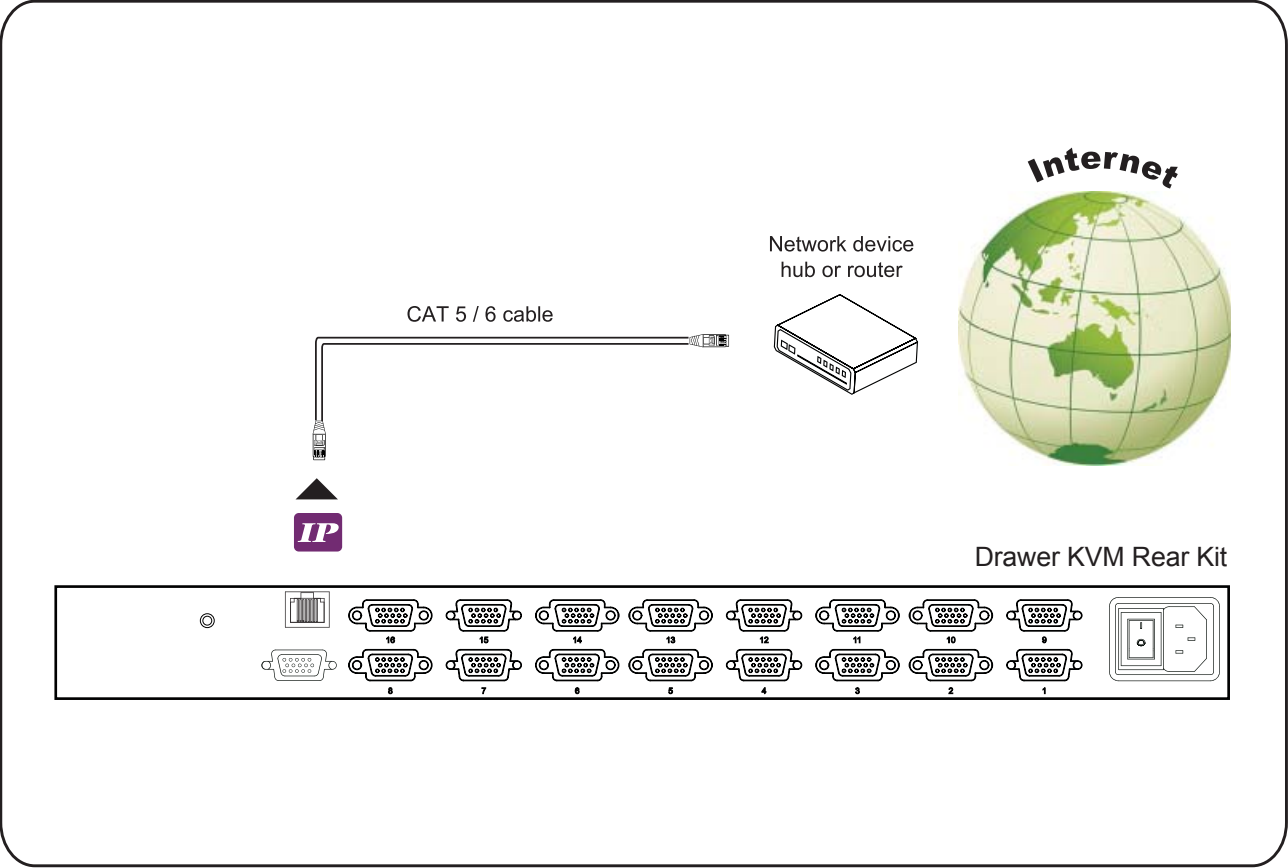 Internet
Network device
hub or router
CAT 5 / 6 cable
IP
Drawer KVM Rear Kit
16 15 14 13 12 11 10 9
8 7 6 5 4 3 2 1